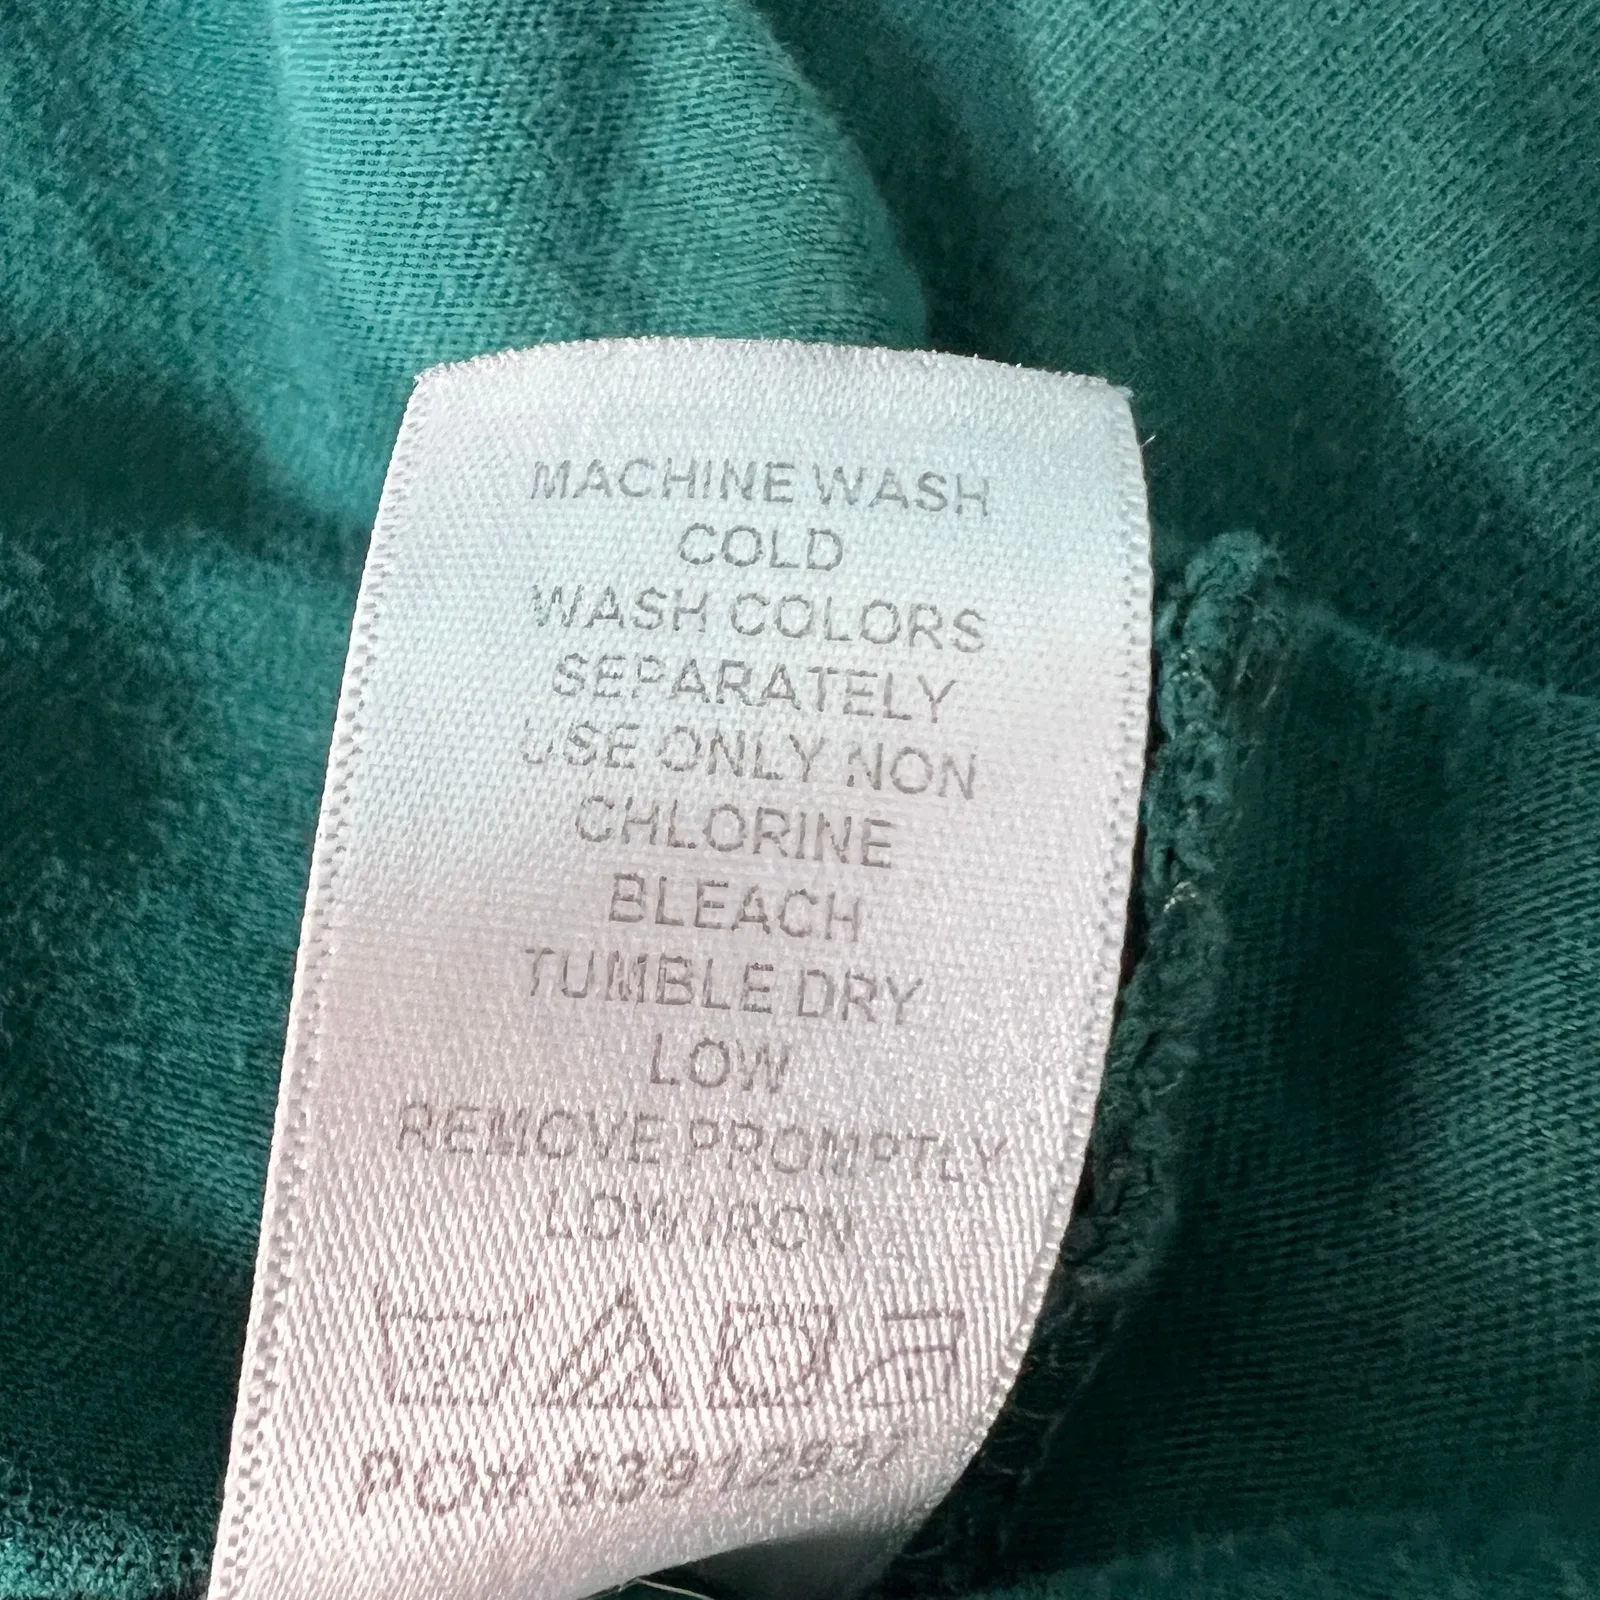 MACHINE WASH
COLD
WASH COLORS
SEPARATELY
USE ONLY NON
CHLORINE
BLEACH
TUMBLE DRY
LOW
REMOVE PROMPTLY
LOW IRON